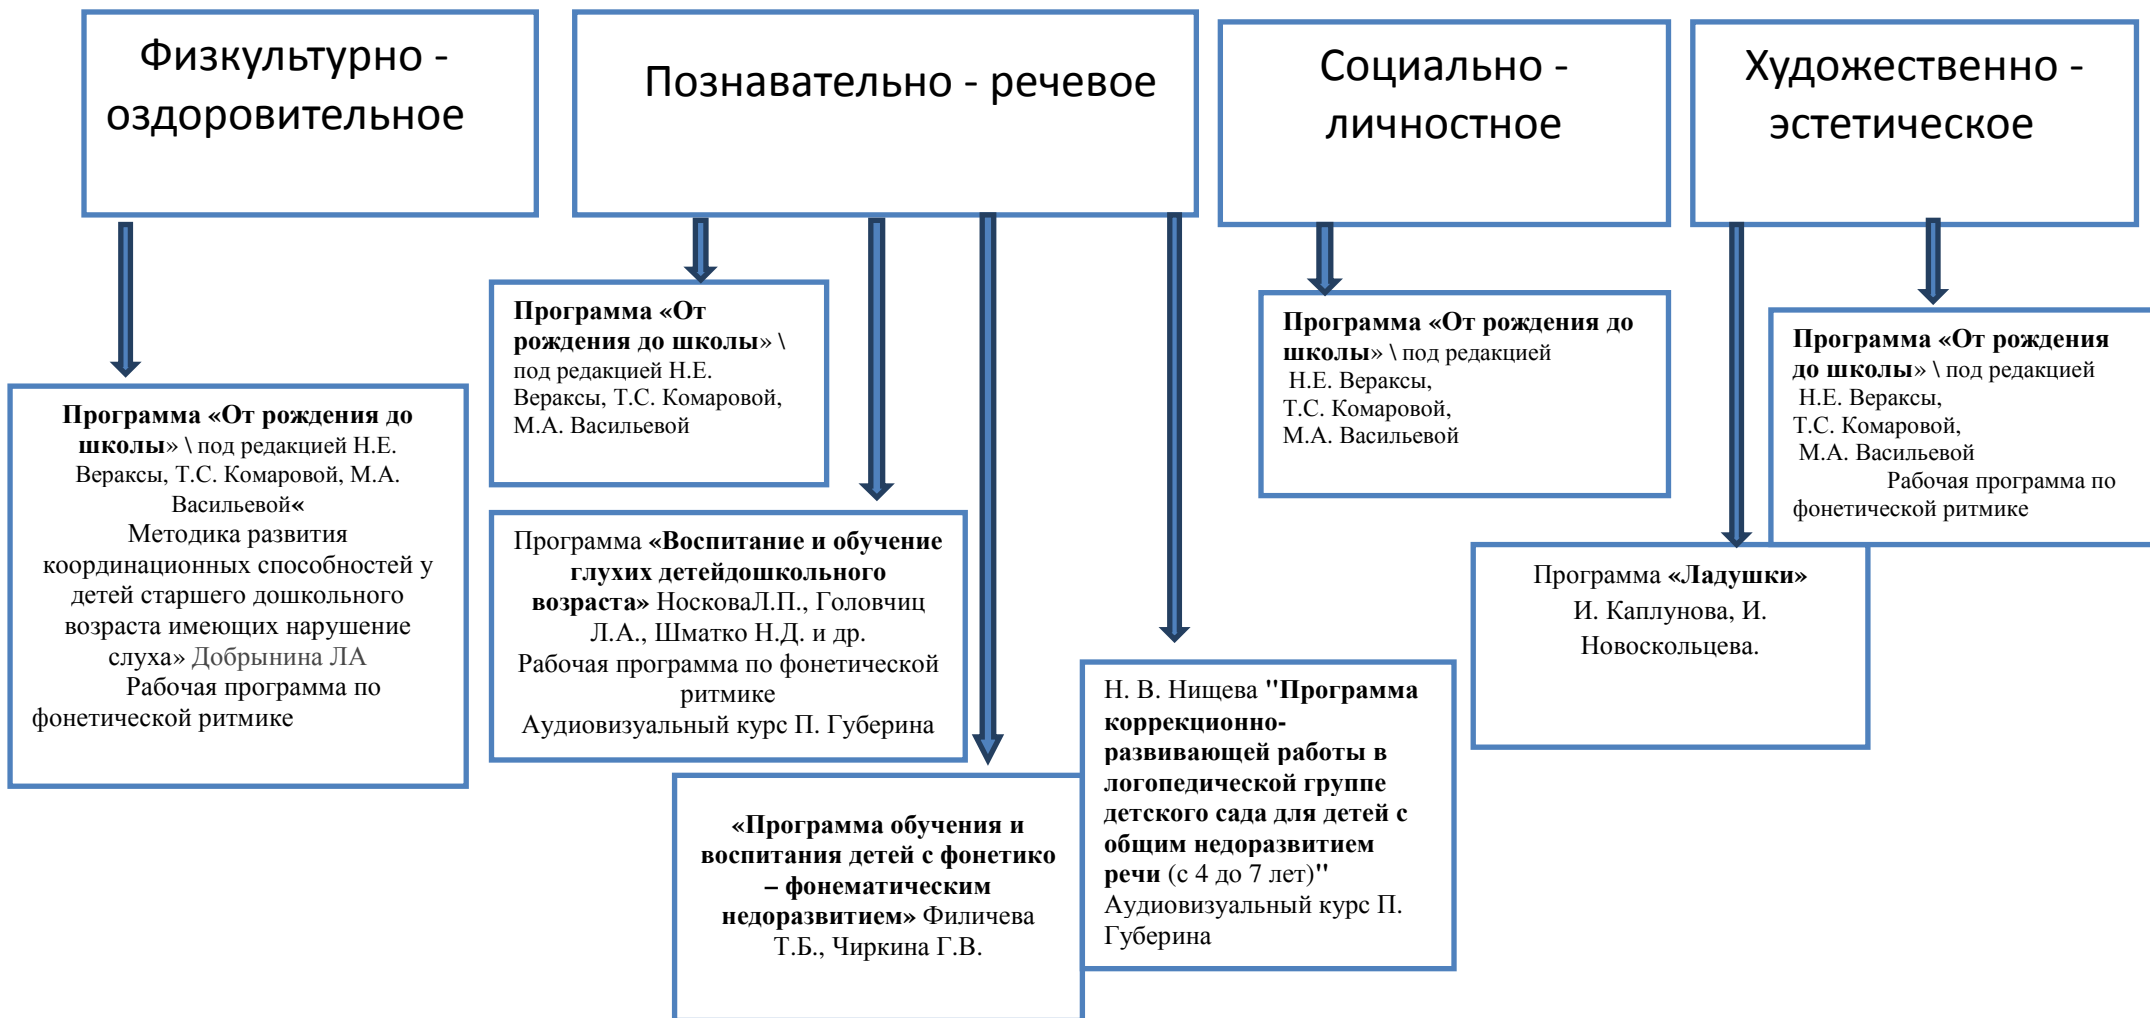 Физкультурно -
оздоровительное
Познавательно - речевое
Социально -
личностное
Художественно -
эстетическое
Программа «От рождения до
школы» \ под редакцией Н.Е.
Вераксы, Т.С. Комаровой, М.А.
Васильевой«
Методика развития
координационных способностей у
детей старшего дошкольного
возраста имеющих нарушение
слуха» Добрынина ЛА
Рабочая программа по
фонетической ритмике
Программа «От
рождения до школы» \
под редакцией Н.Е.
Вераксы, Т.С. Комаровой,
М.А. Васильевой
Программа «Воспитание и обучение
глухих детейдошкольного
возраста» НосковаЛ.П., Головчиц
Л.А., Шматко Н.Д. и др.
Рабочая программа по фонетической
ритмике
Аудиовизуальный курс П. Губерина
«Программа обучения и
воспитания детей с фонетико
– фонематическим
недоразвитием» Филичева
Т.Б., Чиркина Г.В.
Н. В. Нищева "Программа
коррекционно-
развивающей работы в
логопедической группе
детского сада для детей с
общим недоразвитием
речи (с 4 до 7 лет)"
Аудиовизуальный курс П.
Губерина
Программа «От рождения до
школы» \ под редакцией
Н.Е. Вераксы,
Т.С. Комаровой,
М.А. Васильевой
Программа «От рождения
до школы» \ под редакцией
Н.Е. Вераксы,
Т.С. Комаровой,
М.А. Васильевой
Рабочая программа по
фонетической ритмике
Программа «Ладушки»
И. Каплунова, И.
Новоскольцева.